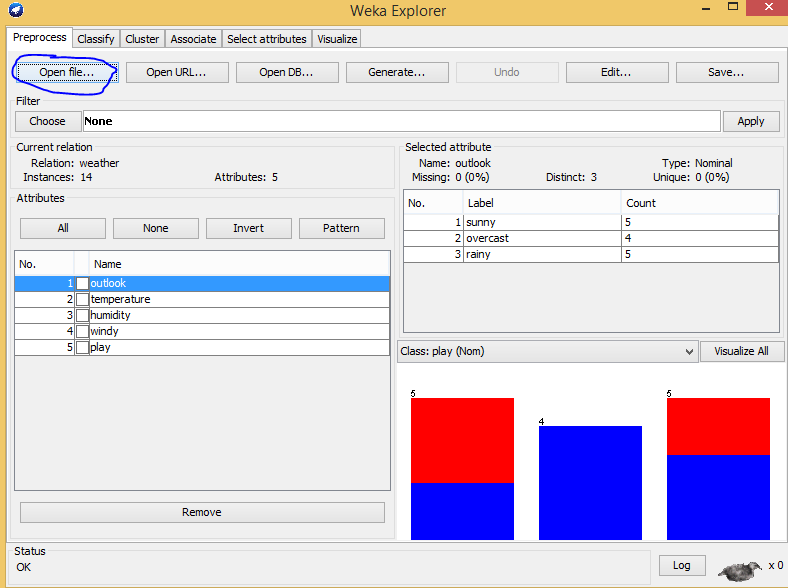 Weka Explorer
Preprocess Classify Cluster Associate Select attributes Visualize
Open file... Open URL... Open DB... Generate... Undo Edit... Save...
Filter
Choose None Apply
Current relation
Relation: weather
Instances: 14 Attributes: 5
Attributes
All None Invert Pattern
No. Name
1 outlook
2 temperature
3 humidity
4 windy
5 play
Remove
Selected attribute
Name: outlook Type: Nominal
Missing: 0 (0%) Distinct: 3 Unique: 0 (0%)
No. Label Count
1 sunny 5
2 overcast 4
3 rainy 5
Class: play (Nom) Visualize All
5 4 5
Status
OK
Log x 0